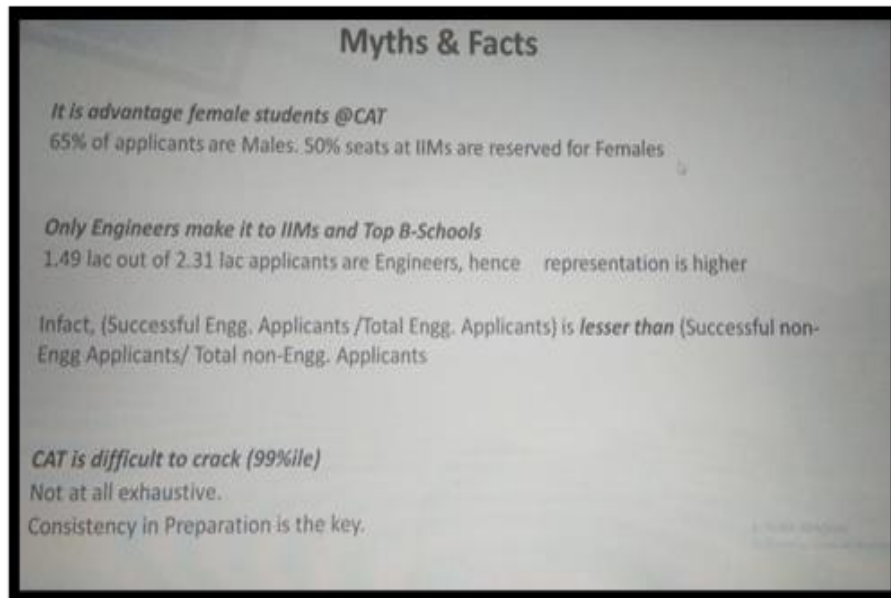 Myths & Facts
It is advantage female students @CAT
65% of applicants are Males. 50% seats at IIMs are reserved for Females
Only Engineers make it to IIMs and Top B-Schools
1.49 lac out of 2.31 lac applicants are Engineers, hence representation is higher
Infact, (Successful Engg. Applicants /Total Engg. Applicants) is lesser than (Successful non-
Engg Applicants/ Total non-Engg. Applicants
CAT is difficult to crack (99%ile)
Not at all exhaustive.
Consistency in Preparation is the key.